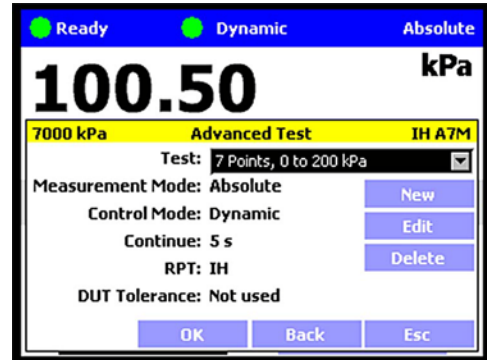 Ready Dynamic Absolute
100.50 kPa
7000 kPa Advanced Test IH A7M
Test: 7 Points, 0 to 200 kPa
Measurement Mode: Absolute
New
Control Mode: Dynamic
Edit
Continue: 5 s
Delete
RPT: IH
DUT Tolerance: Not used
OK Back Esc